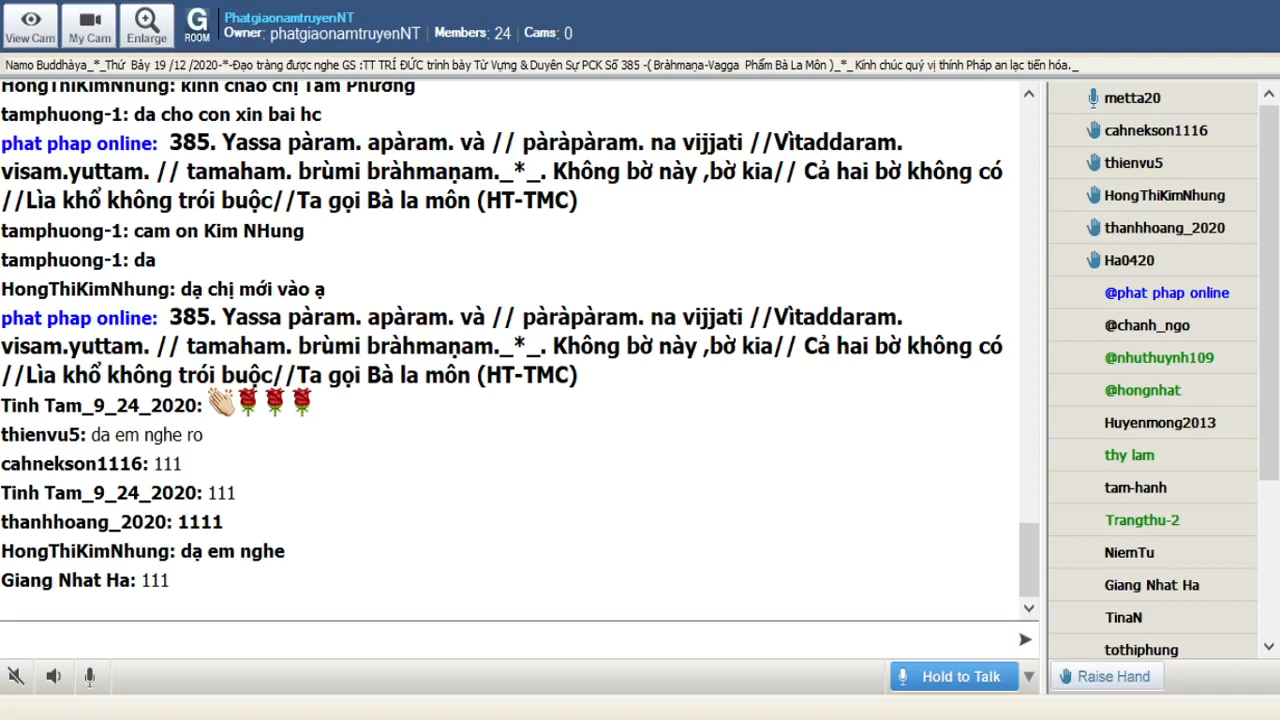 View Cam
My Cam
Enlarge
G
ROOM
PhatgiaonamtruyenNT
Owner: phatgiaonamtruyenNT | Members: 24 | Cams: 0
Namo Buddhàya_*_Thứ Bảy 19 /12 /2020-*-Đạo tràng được nghe GS :TT TRÍ ĐỨC trình bày Từ Vựng & Duyên Sự PCK Số 385 -( Bràhmaṇa-Vagga Phẩm Bà La Môn )_*_Kính chúc quý vị thính Pháp an lạc tiến hóa._
HongThiKimNhung: kính chào chị Tâm Phương
tamphuong-1: da cho con xin bai hc
phat phap online: 385. Yassa pàram. apàram. và // pàràpàram. na vijjati //Vìtaddaram.
visam.yuttam. // tamaham. brùmi bràhmaṇam._*_. Không bờ này ,bờ kia// Cả hai bờ không có
//Lìa khổ không trói buộc//Ta gọi Bà la môn (HT-TMC)
tamphuong-1: cam on Kim NHung
tamphuong-1: da
HongThiKimNhung: dạ chị mới vào ạ
phat phap online: 385. Yassa pàram. apàram. và // pàràpàram. na vijjati //Vìtaddaram.
visam.yuttam. // tamaham. brùmi bràhmaṇam._*_. Không bờ này ,bờ kia// Cả hai bờ không có
//Lìa khổ không trói buộc//Ta gọi Bà la môn (HT-TMC)
Tinh Tam_9_24_2020:
thienvu5: da em nghe ro
cahnekson1116: 111
Tinh Tam_9_24_2020: 111
thanhhoang_2020: 1111
HongThiKimNhung: dạ em nghe
Giang Nhat Ha: 111
Hold to Talk
metta20
cahnekson1116
thienvu5
HongThiKimNhung
thanhhoang_2020
Ha0420
@phat phap online
@chanh_ngo
@nhuthuynh109
@hongnhat
Huyenmong2013
thy lam
tam-hanh
Trangthu-2
NiemTu
Giang Nhat Ha
TinaN
tothiphung
Raise Hand